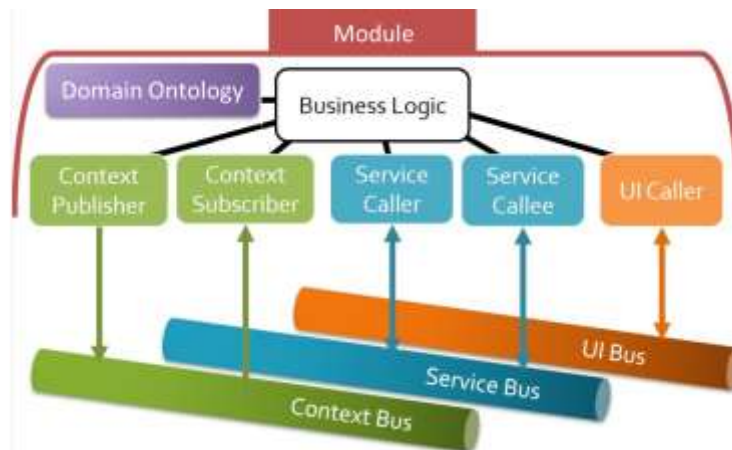 Module
Domain Ontology
Business Logic
Context
Publisher
Context
Subscriber
Service
Caller
Service
Callee
UI Caller
UI Bus
Service Bus
Context Bus